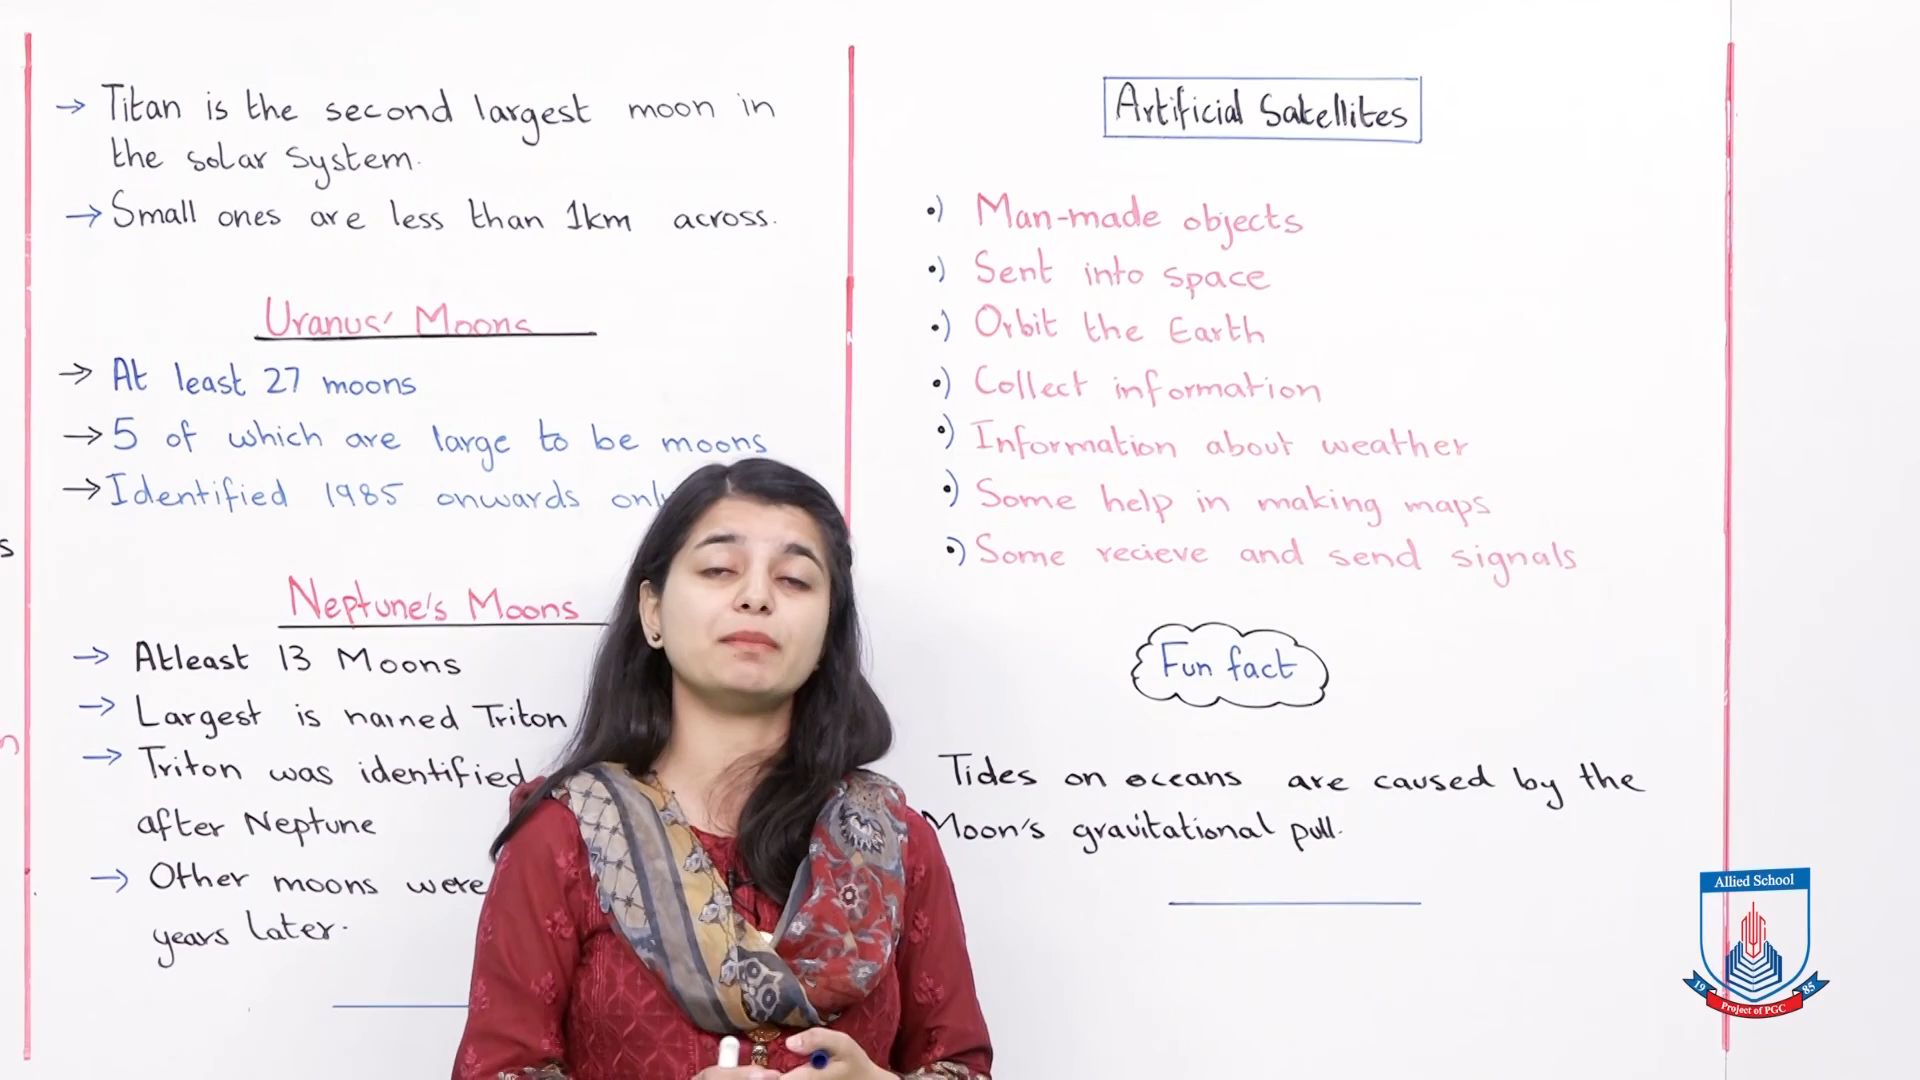 → Titan is the second largest moon in
the solar system.
→ Small ones are less than 1km across.
Uranus' Moons
→ At least 27 moons
→ 5 of which are large to be moons
→ Identified 1985 onwards only
Neptune's Moons
→ Atleast 13 Moons
→ Largest is named Triton
→ Triton was identified
after Neptune
→ Other moons were
years later.
s
n
Artificial Satellites
•) Man-made objects
•) Sent into space
•) Orbit the Earth
•) Collect information
•) Information about weather
•) Some help in making maps
•) Some recieve and send signals
Fun fact
Tides on oceans are caused by the
Moon's gravitational pull.
Allied School
19 85
Project of PGC